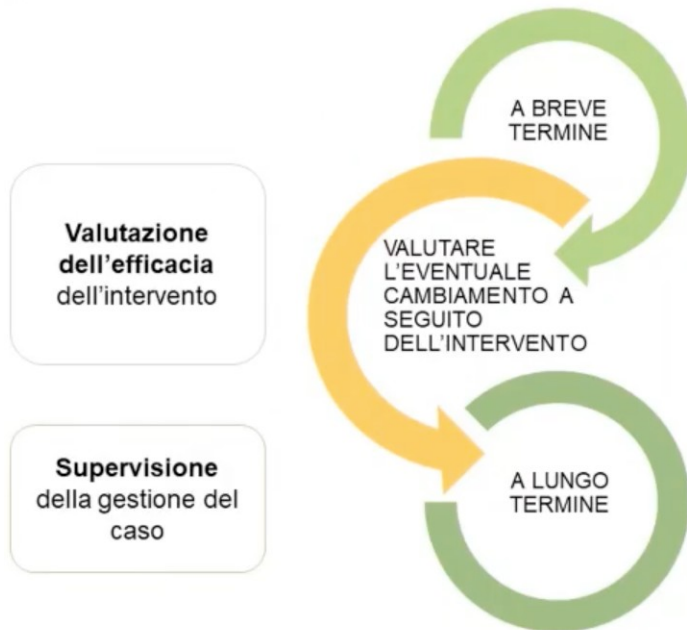 A BREVE
TERMINE
Valutazione
dell'efficacia
dell'intervento
VALUTARE
L'EVENTUALE
CAMBIAMENTO A
SEGUITO
DELL'INTERVENTO
Supervisione
della gestione del
caso
A LUNGO
TERMINE